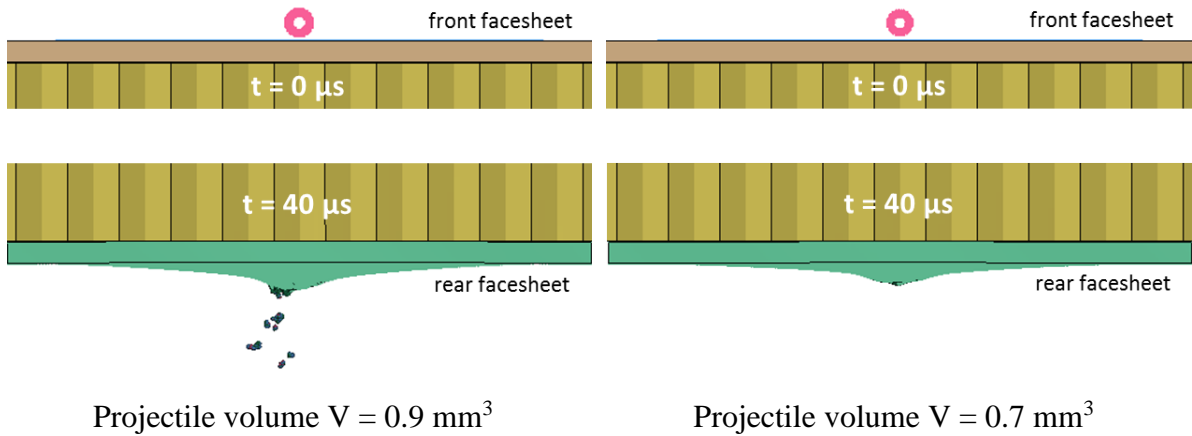 front facesheet
front facesheet
t = 0 µs
t = 0 µs
t = 40 µs
t = 40 µs
rear facesheet
rear facesheet
Projectile volume V = 0.9 mm³
Projectile volume V = 0.7 mm³